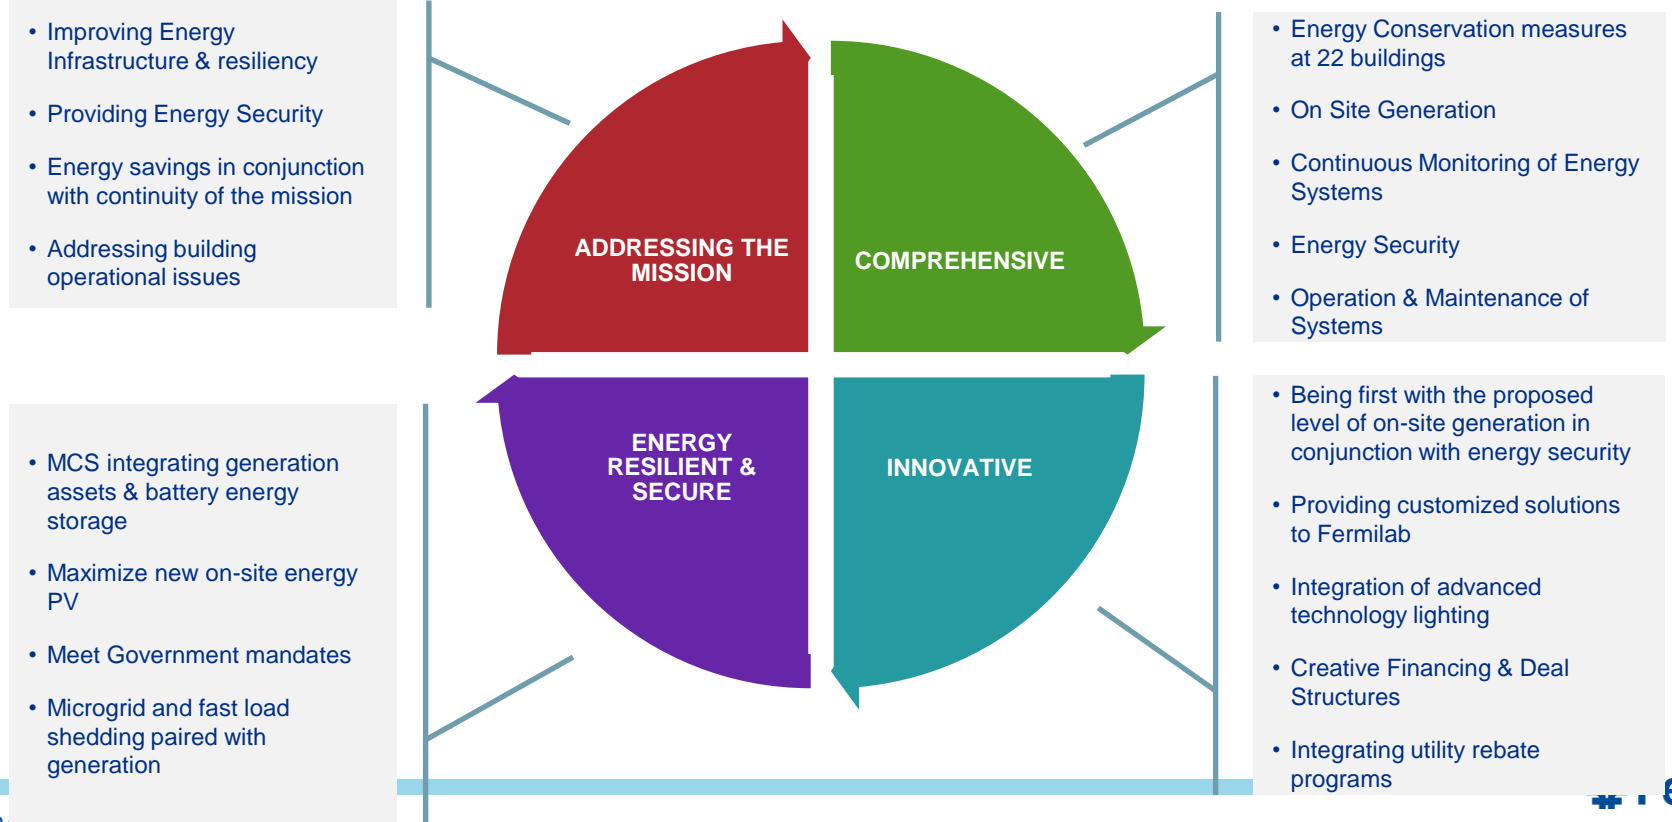 • Improving Energy
Infrastructure & resiliency
• Providing Energy Security
• Energy savings in conjunction
with continuity of the mission
• Addressing building
operational issues
ADDRESSING THE
MISSION
COMPREHENSIVE
• Energy Conservation measures
at 22 buildings
• On Site Generation
• Continuous Monitoring of Energy
Systems
• Energy Security
• Operation & Maintenance of
Systems
• MCS integrating generation
assets & battery energy
storage
• Maximize new on-site energy
PV
• Meet Government mandates
• Microgrid and fast load
shedding paired with
generation
ENERGY
RESILIENT &
SECURE
INNOVATIVE
• Being first with the proposed
level of on-site generation in
conjunction with energy security
• Providing customized solutions
to Fermilab
• Integration of advanced
technology lighting
• Creative Financing & Deal
Structures
• Integrating utility rebate
programs